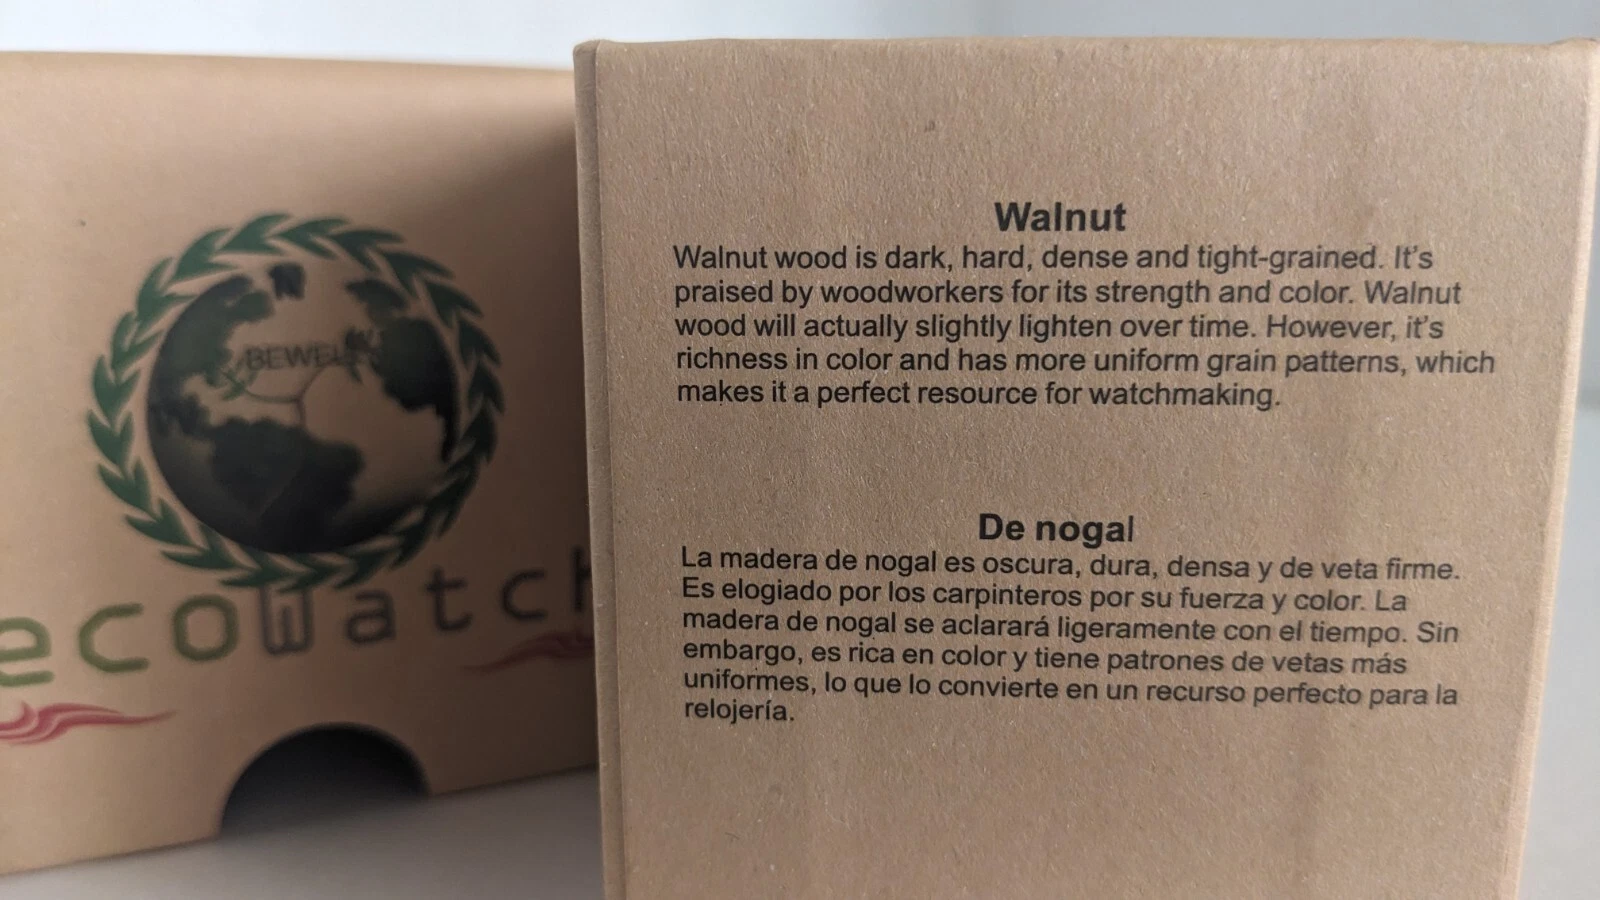 BEWELL
ecoWatch
Walnut
Walnut wood is dark, hard, dense and tight-grained. It's
praised by woodworkers for its strength and color. Walnut
wood will actually slightly lighten over time. However, it's
richness in color and has more uniform grain patterns, which
makes it a perfect resource for watchmaking.
De nogal
La madera de nogal es oscura, dura, densa y de veta firme.
Es elogiado por los carpinteros por su fuerza y color. La
madera de nogal se aclarará ligeramente con el tiempo. Sin
embargo, es rica en color y tiene patrones de vetas más
uniformes, lo que lo convierte en un recurso perfecto para la
relojería.